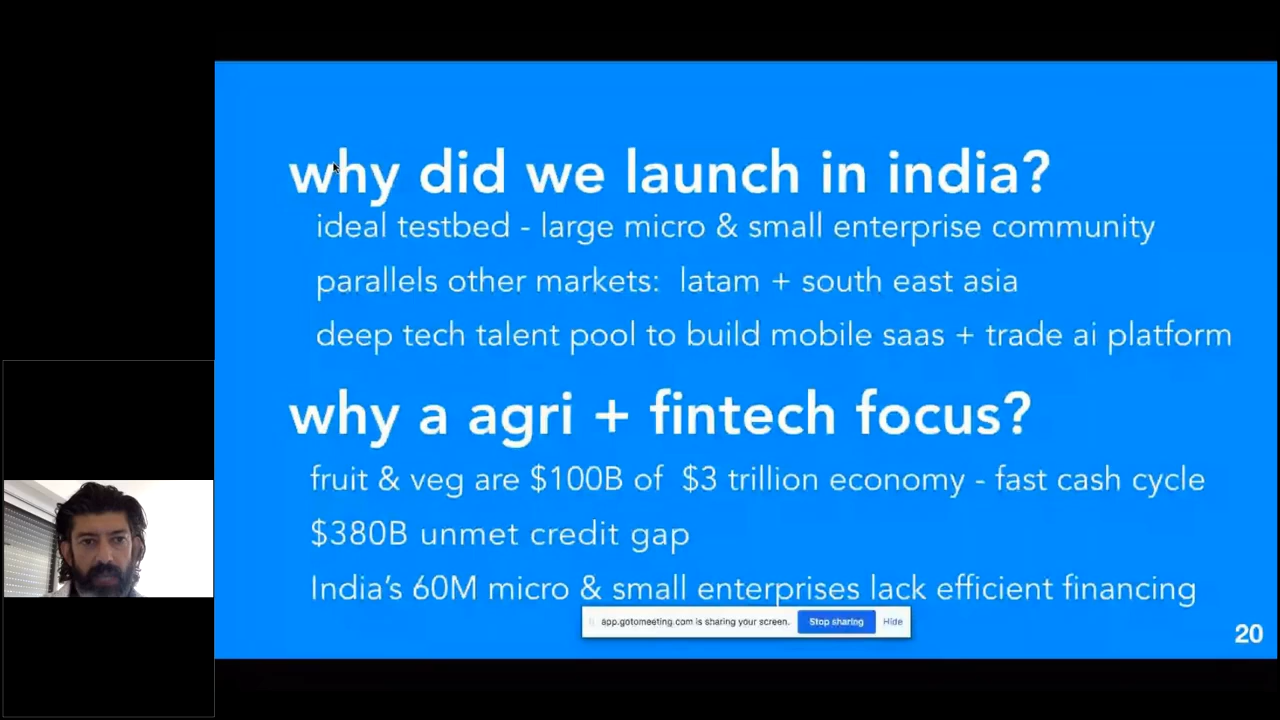 why did we launch in india?
ideal testbed - large micro & small enterprise community
parallels other markets: latam + south east asia
deep tech talent pool to build mobile saas + trade ai platform
why a agri + fintech focus?
fruit & veg are $100B of $3 trillion economy - fast cash cycle
$380B unmet credit gap
India's 60M micro & small enterprises lack efficient financing
app.gotomeeting.com is sharing your screen. Stop sharing Hide
20